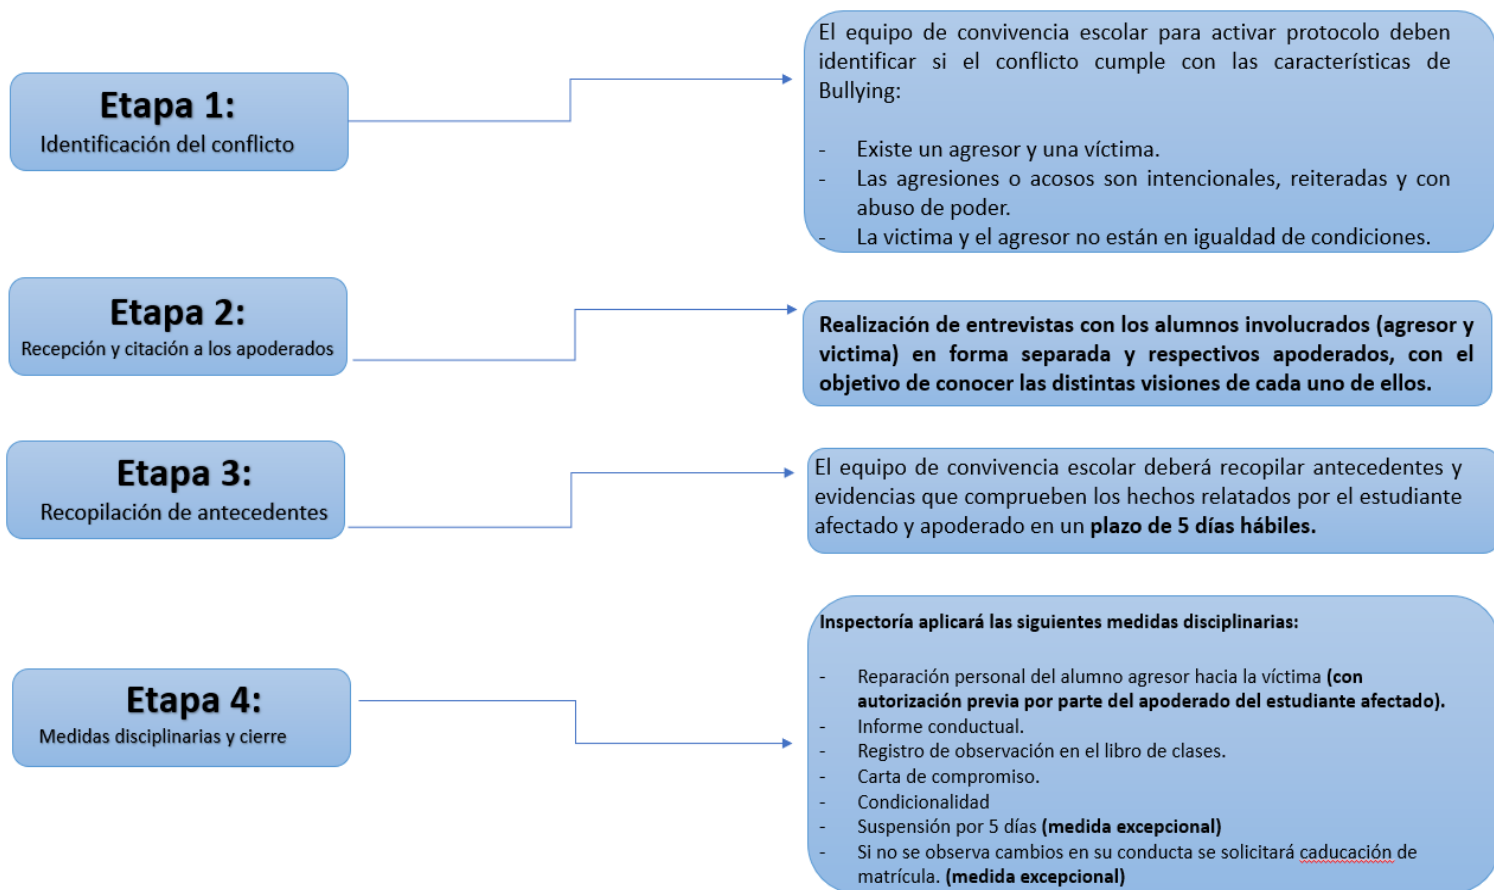 Etapa 1:
Identificación del conflicto
El equipo de convivencia escolar para activar protocolo deben
identificar si el conflicto cumple con las características de
Bullying:
- Existe un agresor y una víctima.
- Las agresiones o acosos son intencionales, reiteradas y con
abuso de poder.
- La victima y el agresor no están en igualdad de condiciones.
Etapa 2:
Recepción y citación a los apoderados
Realización de entrevistas con los alumnos involucrados (agresor y
victima) en forma separada y respectivos apoderados, con el
objetivo de conocer las distintas visiones de cada uno de ellos.
Etapa 3:
Recopilación de antecedentes
El equipo de convivencia escolar deberá recopilar antecedentes y
evidencias que comprueben los hechos relatados por el estudiante
afectado y apoderado en un plazo de 5 días hábiles.
Etapa 4:
Medidas disciplinarias y cierre
Inspectoría aplicará las siguientes medidas disciplinarias:
- Reparación personal del alumno agresor hacia la víctima (con
autorización previa por parte del apoderado del estudiante afectado).
- Informe conductual.
- Registro de observación en el libro de clases.
- Carta de compromiso.
- Condicionalidad
- Suspensión por 5 días (medida excepcional)
- Si no se observa cambios en su conducta se solicitará caducación de
matrícula. (medida excepcional)